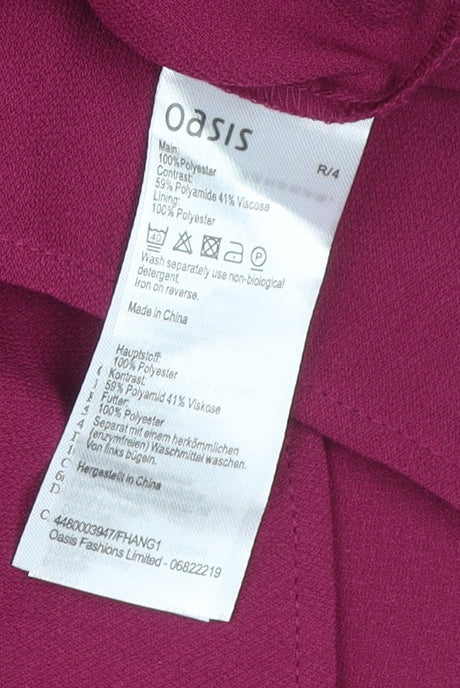 Oasis
R/4
Main:
100%Polyester
Contrast:
59% Polyamide 41% Viscose
Lining:
100% Polyester
40
P
Wash separately use non-biological
detergent.
Iron on reverse.
Made in China
Hauptstoff:
100% Polyester
Kontrast:
59% Polyamid 41% Viskose
Futter:
100% Polyester
Separat mit einem herkömmlichen
(enzymfreien) Waschmittel waschen.
Von links bügeln.
Hergestellt in China
4460003947/FHANG1
Oasis Fashions Limited - 06822219